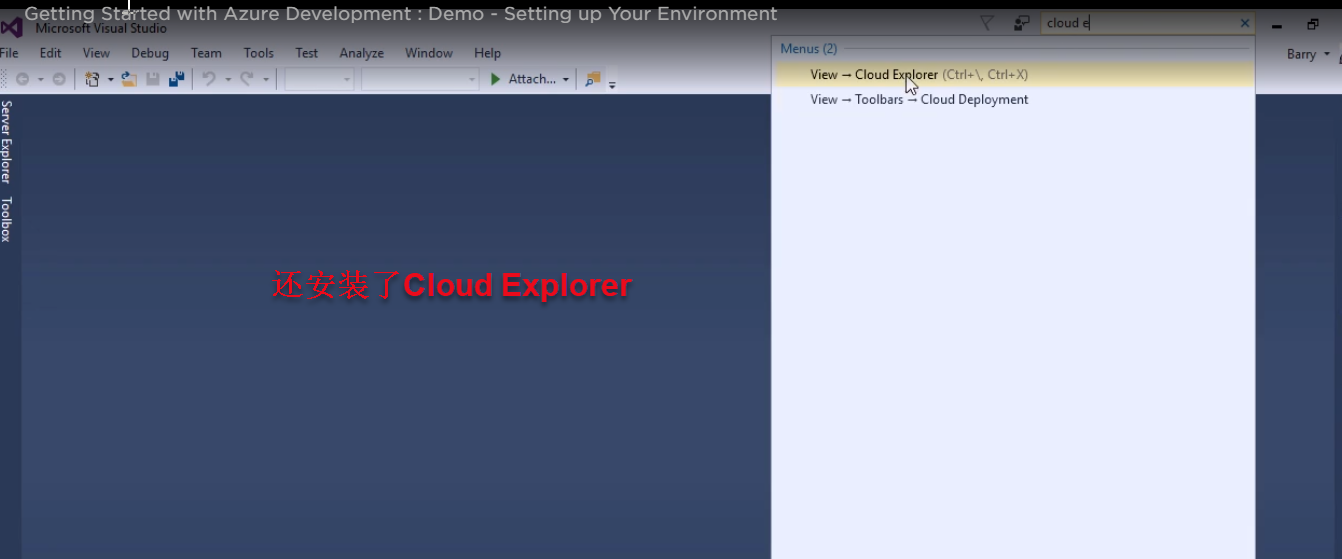 Getting Started with Azure Development : Demo - Setting up Your Environment
Microsoft Visual Studio
cloud e
File Edit View Debug Team Tools Test Analyze Window Help
Barry
Attach...
Menus (2)
View → Cloud Explorer (Ctrl+\, Ctrl+X)
View → Toolbars → Cloud Deployment
Server Explorer
Toolbox
还安装了Cloud Explorer